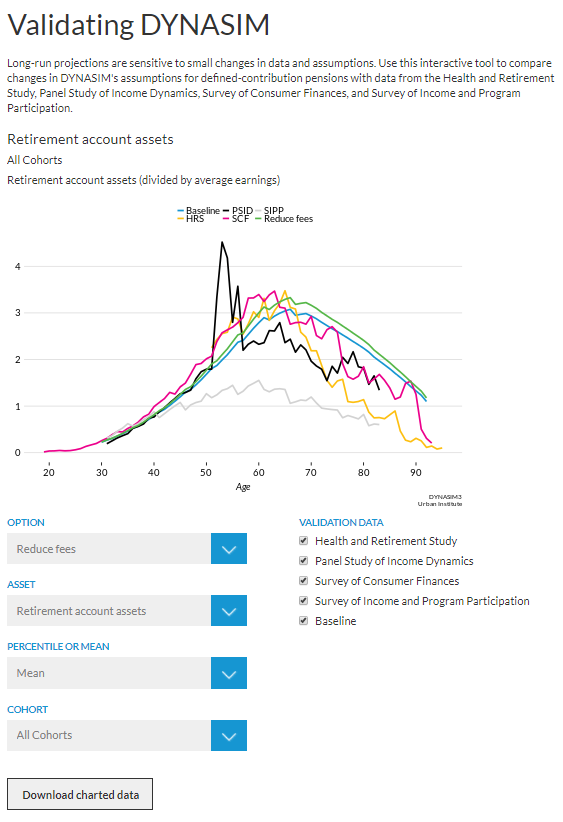 Validating DYNASIM
Long-run projections are sensitive to small changes in data and assumptions. Use this interactive tool to compare
changes in DYNASIM's assumptions for defined-contribution pensions with data from the Health and Retirement
Study, Panel Study of Income Dynamics, Survey of Consumer Finances, and Survey of Income and Program
Participation.
Retirement account assets
All Cohorts
Retirement account assets (divided by average earnings)
Baseline PSID SIPP
HRS SCF Reduce fees
4
3
2
1
0
20 30 40 50 60 70 80 90
Age
DYNASIM3
Urban Institute
OPTION
Reduce fees
ASSET
Retirement account assets
PERCENTILE OR MEAN
Mean
COHORT
All Cohorts
VALIDATION DATA
Health and Retirement Study
Panel Study of Income Dynamics
Survey of Consumer Finances
Survey of Income and Program Participation
Baseline
Download charted data